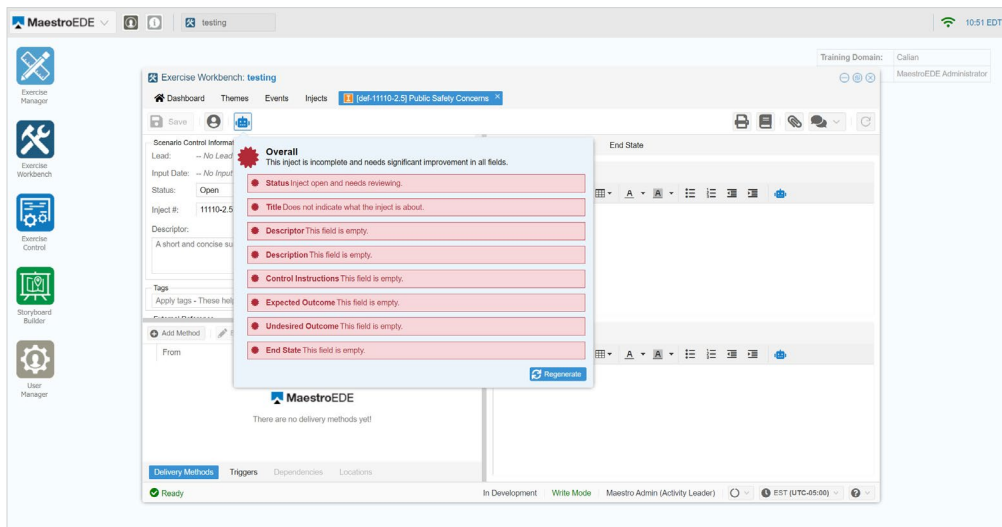 MaestroEDE
testing
10:51 EDT
Training Domain: Calian
MaestroEDE Administrator
Exercise
Manager
Exercise
Workbench
Exercise
Control
Storyboard
Builder
User
Manager
Exercise Workbench: testing
Dashboard Themes Events Injects [def-11110-2.5] Public Safety Concerns ×
Save
Scenario Control Informat
Lead: -- No Lead
Input Date: -- No Input
Status: Open
Inject #: 11110-2.5
Descriptor:
A short and concise su
Tags
Apply tags - These help
Add Method
From
End State
Overall
This inject is incomplete and needs significant improvement in all fields.
Status Inject open and needs reviewing.
Title Does not indicate what the inject is about.
Descriptor This field is empty.
Description This field is empty.
Control Instructions This field is empty.
Expected Outcome This field is empty.
Undesired Outcome This field is empty.
End State This field is empty.
Regenerate
MaestroEDE
There are no delivery methods yet!
Delivery Methods Triggers Dependencies Locations
Ready In Development Write Mode Maestro Admin (Activity Leader) EST (UTC-05:00)